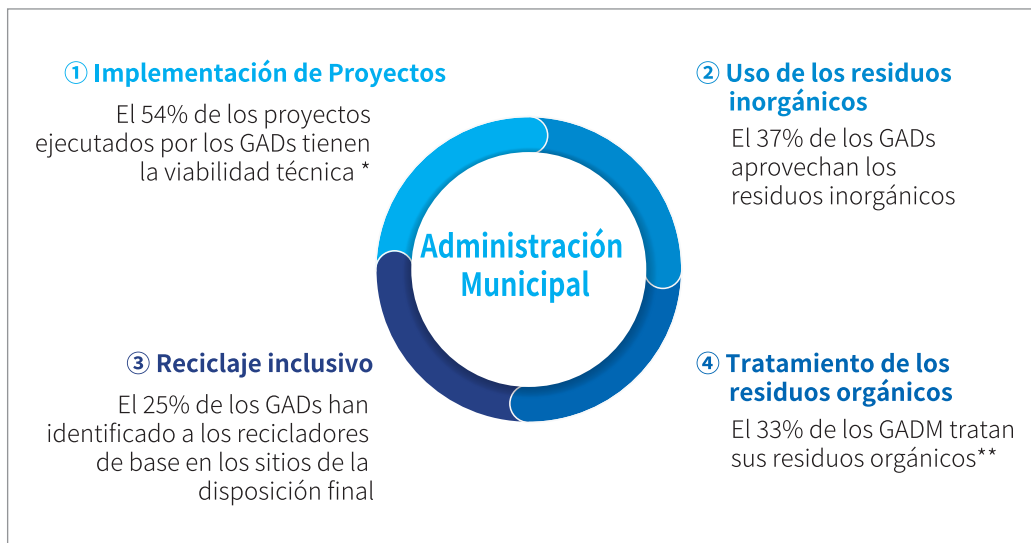 ① Implementación de Proyectos
El 54% de los proyectos
ejecutados por los GADs tienen
la viabilidad técnica *
② Uso de los residuos
inorgánicos
El 37% de los GADs
aprovechan los
residuos inorgánicos
Administración
Municipal
③ Reciclaje inclusivo
El 25% de los GADs han
identificado a los recicladores
de base en los sitios de la
disposición final
④ Tratamiento de los
residuos orgánicos
El 33% de los GADM tratan
sus residuos orgánicos**